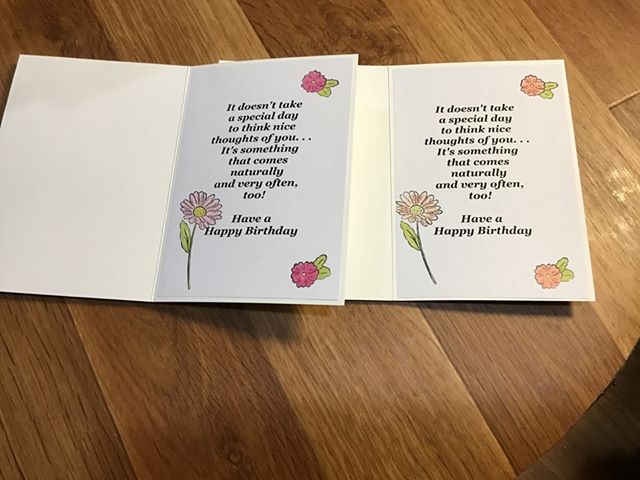 It doesn't take
a special day
to think nice
thoughts of you. . .
It's something
that comes
naturally
and very often,
too!
Have a
Happy Birthday
It doesn't take
a special day
to think nice
thoughts of you. . .
It's something
that comes
naturally
and very often,
too!
Have a
Happy Birthday